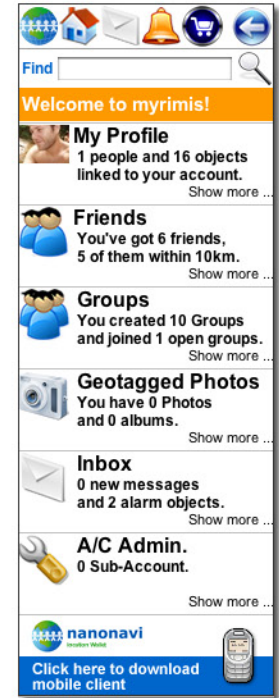 Find
Welcome to myrimis!
My Profile
1 people and 16 objects
linked to your account.
Show more ...
Friends
You've got 6 friends,
5 of them within 10km.
Show more ...
Groups
You created 10 Groups
and joined 1 open groups.
Show more ...
Geotagged Photos
You have 0 Photos
and 0 albums.
Show more ...
Inbox
0 new messages
and 2 alarm objects.
Show more ...
A/C Admin.
0 Sub-Account.
Show more ...
nanonavi
Click here to download
mobile client